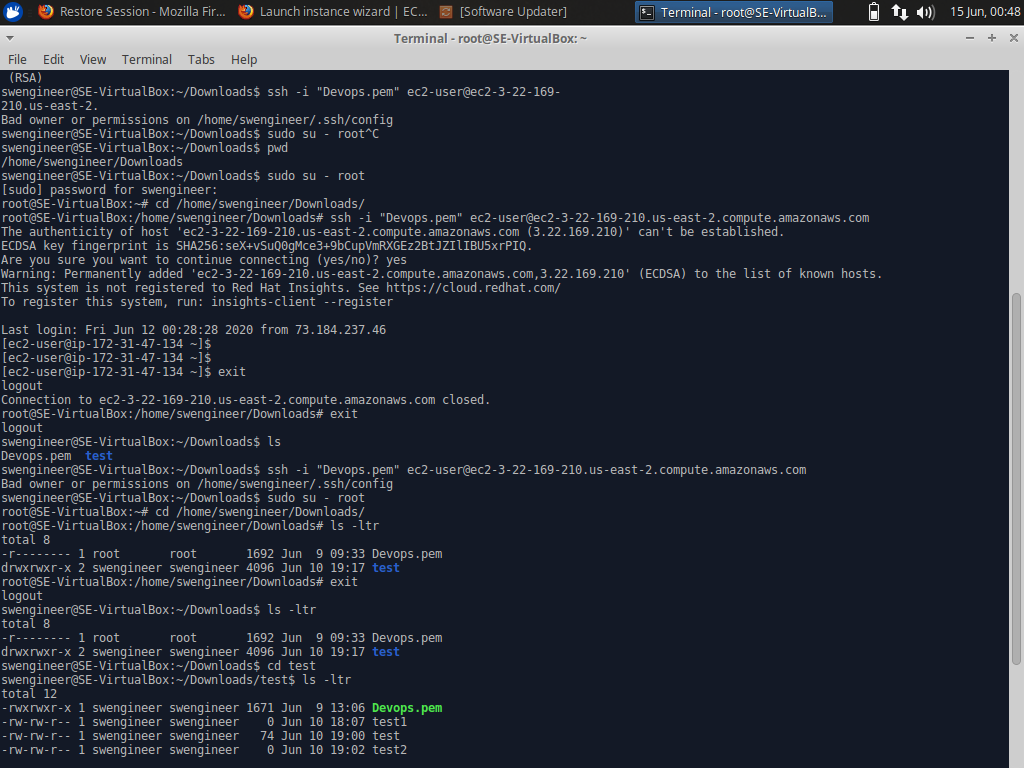 Restore Session - Mozilla Fir...
Launch instance wizard | EC...
[Software Updater]
Terminal - root@SE-VirtualB...
15 Jun, 00:48
Terminal - root@SE-VirtualBox: ~
File Edit View Terminal Tabs Help
(RSA)
swengineer@SE-VirtualBox:~/Downloads$ ssh -i "Devops.pem" ec2-user@ec2-3-22-169-
210.us-east-2.
Bad owner or permissions on /home/swengineer/.ssh/config
swengineer@SE-VirtualBox:~/Downloads$ sudo su - root^C
swengineer@SE-VirtualBox:~/Downloads$ pwd
/home/swengineer/Downloads
swengineer@SE-VirtualBox:~/Downloads$ sudo su - root
[sudo] password for swengineer:
root@SE-VirtualBox:~# cd /home/swengineer/Downloads/
root@SE-VirtualBox:/home/swengineer/Downloads# ssh -i "Devops.pem" ec2-user@ec2-3-22-169-210.us-east-2.compute.amazonaws.com
The authenticity of host 'ec2-3-22-169-210.us-east-2.compute.amazonaws.com (3.22.169.210)' can't be established.
ECDSA key fingerprint is SHA256:seX+vSuQ0gMce3+9bCupVmRXGEz2BtJZIlIBU5xrPIQ.
Are you sure you want to continue connecting (yes/no)? yes
Warning: Permanently added 'ec2-3-22-169-210.us-east-2.compute.amazonaws.com,3.22.169.210' (ECDSA) to the list of known hosts.
This system is not registered to Red Hat Insights. See https://cloud.redhat.com/
To register this system, run: insights-client --register
Last login: Fri Jun 12 00:28:28 2020 from 73.184.237.46
[ec2-user@ip-172-31-47-134 ~]$
[ec2-user@ip-172-31-47-134 ~]$
[ec2-user@ip-172-31-47-134 ~]$ exit
logout
Connection to ec2-3-22-169-210.us-east-2.compute.amazonaws.com closed.
root@SE-VirtualBox:/home/swengineer/Downloads# exit
logout
swengineer@SE-VirtualBox:~/Downloads$ ls
Devops.pem  test
swengineer@SE-VirtualBox:~/Downloads$ ssh -i "Devops.pem" ec2-user@ec2-3-22-169-210.us-east-2.compute.amazonaws.com
Bad owner or permissions on /home/swengineer/.ssh/config
swengineer@SE-VirtualBox:~/Downloads$ sudo su - root
root@SE-VirtualBox:~# cd /home/swengineer/Downloads/
root@SE-VirtualBox:/home/swengineer/Downloads# ls -ltr
total 8
-r-------- 1 root       root       1692 Jun  9 09:33 Devops.pem
drwxrwxr-x 2 swengineer swengineer 4096 Jun 10 19:17 test
root@SE-VirtualBox:/home/swengineer/Downloads# exit
logout
swengineer@SE-VirtualBox:~/Downloads$ ls -ltr
total 8
-r-------- 1 root       root       1692 Jun  9 09:33 Devops.pem
drwxrwxr-x 2 swengineer swengineer 4096 Jun 10 19:17 test
swengineer@SE-VirtualBox:~/Downloads$ cd test
swengineer@SE-VirtualBox:~/Downloads/test$ ls -ltr
total 12
-rwxrwxr-x 1 swengineer swengineer 1671 Jun  9 13:06 Devops.pem
-rw-rw-r-- 1 swengineer swengineer    0 Jun 10 18:07 test1
-rw-rw-r-- 1 swengineer swengineer   74 Jun 10 19:00 test
-rw-rw-r-- 1 swengineer swengineer    0 Jun 10 19:02 test2